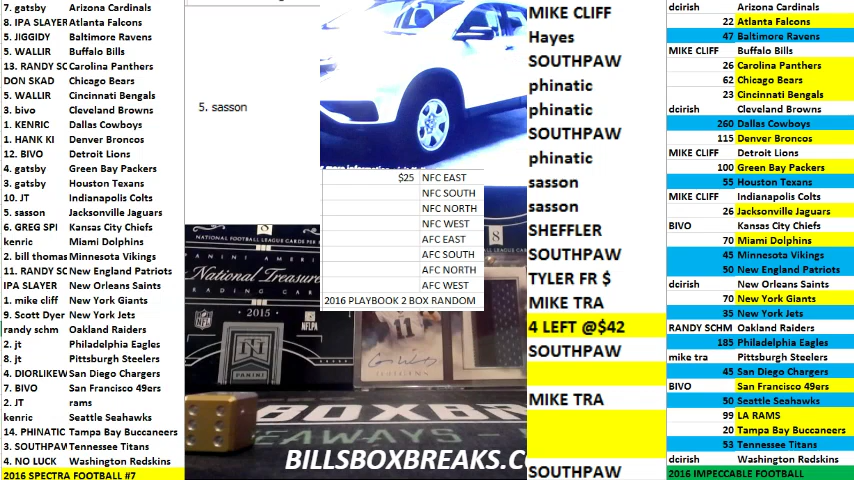 7. gatsby Arizona Cardinals
8. IPA SLAYER Atlanta Falcons
5. JIGGIDY Baltimore Ravens
5. WALLIR Buffalo Bills
13. RANDY SC Carolina Panthers
DON SKAD Chicago Bears
5. WALLIR Cincinnati Bengals
3. bivo Cleveland Browns
1. KENRIC Dallas Cowboys
1. HANK KI Denver Broncos
12. BIVO Detroit Lions
4. gatsby Green Bay Packers
3. gatsby Houston Texans
10. JT Indianapolis Colts
5. sasson Jacksonville Jaguars
6. GREG SPI Kansas City Chiefs
kenric Miami Dolphins
2. bill thomas Minnesota Vikings
11. RANDY SC New England Patriots
IPA SLAYER New Orleans Saints
1. mike cliff New York Giants
9. Scott Dyer New York Jets
randy schm Oakland Raiders
2. jt Philadelphia Eagles
8. jt Pittsburgh Steelers
4. DIORLIKEW San Diego Chargers
7. BIVO San Francisco 49ers
2. JT rams
kenric Seattle Seahawks
14. PHINATIC Tampa Bay Buccaneers
3. SOUTHPAW Tennessee Titans
4. NO LUCK Washington Redskins
2016 SPECTRA FOOTBALL #7
5. sasson
$25 NFC EAST
NFC SOUTH
NFC NORTH
NFC WEST
AFC EAST
AFC SOUTH
AFC NORTH
AFC WEST
2016 PLAYBOOK 2 BOX RANDOM
8
NATIONAL FOOTBALL LEAGUE CARDS PER
PANINI AMERI
National Treasure
TRADING CARD
2015
NFL
NFLPA
PANINI
8
11
BILLSBOXBREAKS.C
MIKE CLIFF
Hayes
SOUTHPAW
phinatic
phinatic
SOUTHPAW
phinatic
sasson
sasson
SHEFFLER
SOUTHPAW
TYLER FR $
MIKE TRA
4 LEFT @$42
SOUTHPAW
MIKE TRA
SOUTHPAW
dcirish Arizona Cardinals
22 Atlanta Falcons
47 Baltimore Ravens
MIKE CLIFF Buffalo Bills
26 Carolina Panthers
62 Chicago Bears
23 Cincinnati Bengals
dcirish Cleveland Browns
260 Dallas Cowboys
115 Denver Broncos
MIKE CLIFF Detroit Lions
100 Green Bay Packers
55 Houston Texans
MIKE CLIFF Indianapolis Colts
26 Jacksonville Jaguars
BIVO Kansas City Chiefs
70 Miami Dolphins
45 Minnesota Vikings
50 New England Patriots
dcirish New Orleans Saints
70 New York Giants
35 New York Jets
RANDY SCHM Oakland Raiders
185 Philadelphia Eagles
mike tra Pittsburgh Steelers
45 San Diego Chargers
BIVO San Francisco 49ers
50 Seattle Seahawks
99 LA RAMS
20 Tampa Bay Buccaneers
53 Tennessee Titans
dcirish Washington Redskins
2016 IMPECCABLE FOOTBALL